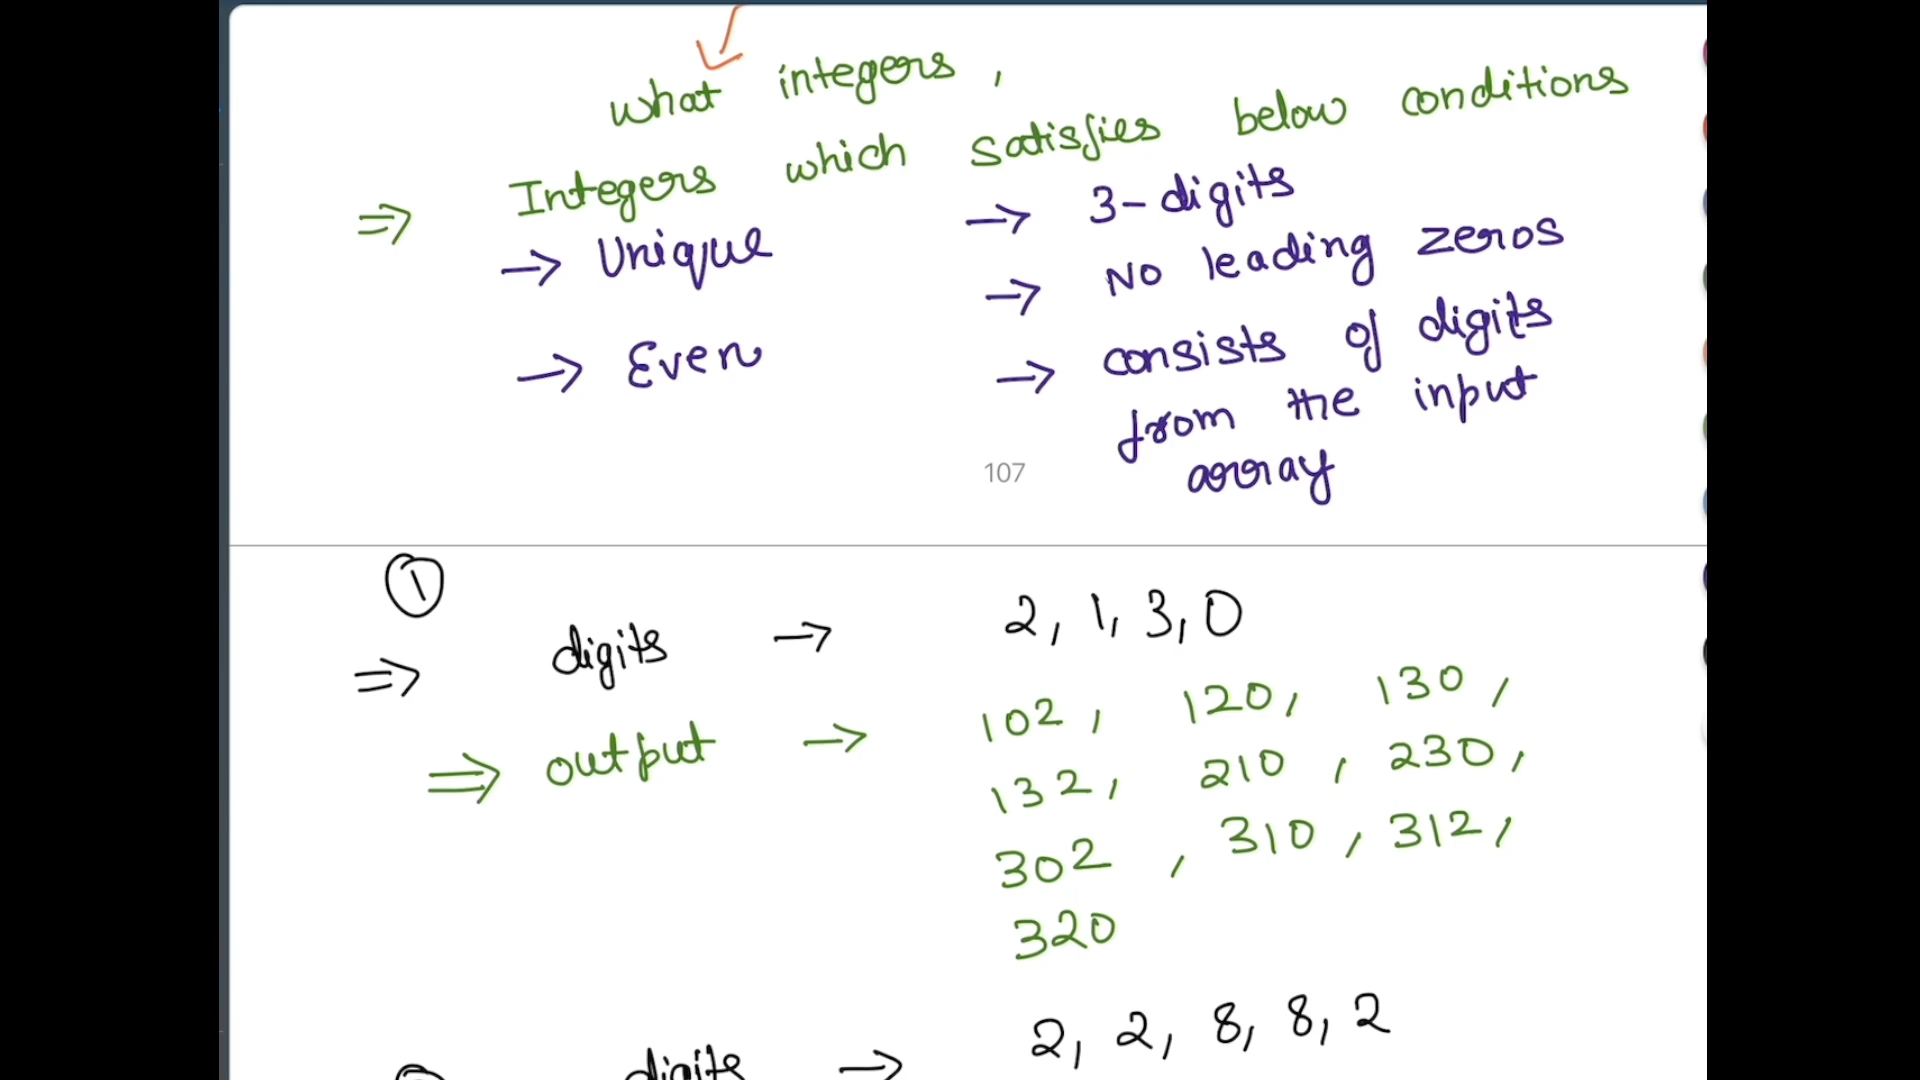 what integers,
⇒ Integers which satisfies below conditions
→ Unique → 3-digits
→ No leading zeros
→ Even → consists of digits
from the input
array
107
①
⇒ digits → 2, 1, 3, 0
⇒ output → 102, 120, 130,
132, 210, 230,
302, 310, 312,
320
digits → 2, 2, 8, 8, 2